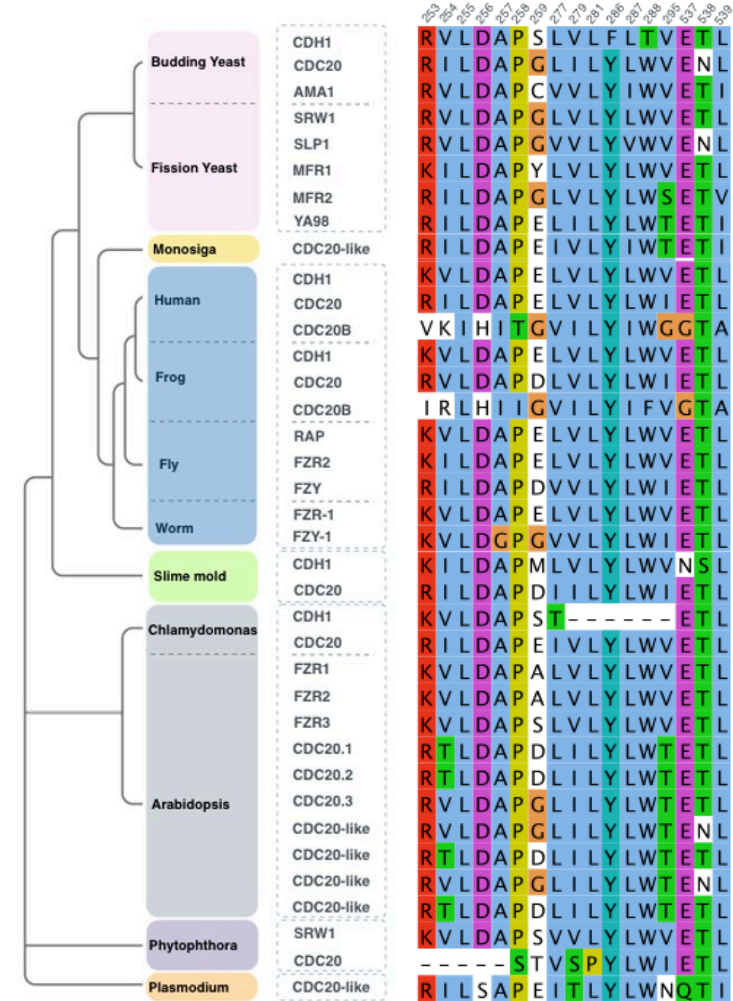 253 254 255 256 257 258 259 277 279 281 286 287 288 295 537 538 539
CDH1 R V L D A P S L V L F L T V E T L
Budding Yeast CDC20 R I L D A P G L I L Y L W V E N L
AMA1 R V L D A P C V V L Y I W V E T I
SRW1 R V L D A P G L V L Y L W V E T L
SLP1 R V L D A P G V V L Y V W V E N L
Fission Yeast MFR1 K I L D A P Y L V L Y L W V E T L
MFR2 R I L D A P G L V L Y L W S E T V
YA98 R I L D A P E L I L Y L W T E T I
Monosiga CDC20-like R I L D A P E I V L Y I W T E T I
CDH1 K V L D A P E L V L Y L W V E T L
Human CDC20 R I L D A P E L V L Y L W I E T L
CDC20B V K I H I T G V I L Y I W G G T A
CDH1 K V L D A P E L V L Y L W V E T L
Frog CDC20 R V L D A P D L V L Y L W I E T L
CDC20B I R L H I I G V I L Y I F V G T A
RAP K V L D A P E L V L Y L W V E T L
Fly FZR2 K I L D A P E L V L Y L W V E T L
FZY R I L D A P D V V L Y L W I E T L
FZR-1 K V L D A P E L V L Y L W V E T L
Worm FZY-1 K V L D G P G V V L Y L W I E T L
CDH1 K I L D A P M L V L Y L W V N S L
Slime mold CDC20 R I L D A P D I I L Y L W I E T L
CDH1 K V L D A P S T - - - - - - E T L
Chlamydomonas CDC20 R I L D A P E I V L Y L W V E T L
FZR1 K V L D A P A L V L Y L W V E T L
FZR2 K V L D A P A L V L Y L W V E T L
FZR3 K V L D A P S L V L Y L W V E T L
CDC20.1 R T L D A P D L I L Y L W T E T L
CDC20.2 R T L D A P D L I L Y L W T E T L
Arabidopsis CDC20.3 R V L D A P G L I L Y L W T E T L
CDC20-like R V L D A P G L I L Y L W T E N L
CDC20-like R T L D A P D L I L Y L W T E T L
CDC20-like R V L D A P G L I L Y L W T E N L
CDC20-like R T L D A P D L I L Y L W T E T L
SRW1 K V L D A P S V V L Y L W V E T L
Phytophthora CDC20 - - - - - S T V S P Y L W I E T L
Plasmodium CDC20-like R I L S A P E I T L Y L W N Q T I